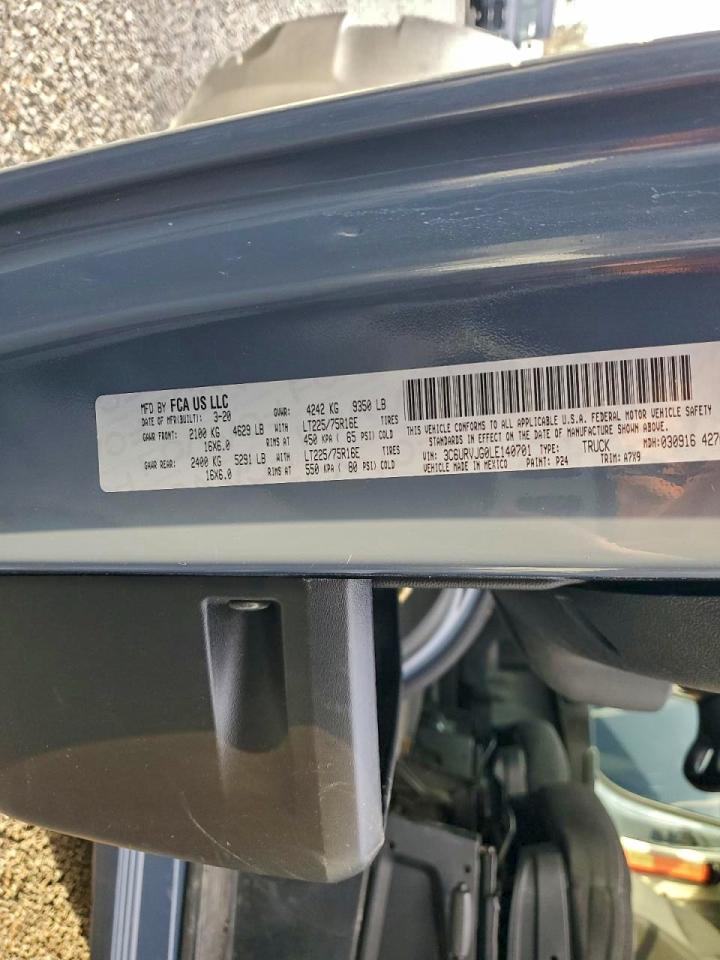 MFD BY FCA US LLC
DATE OF MFR(BUILT): 3-20 GVWR: 4242 KG 9350 LB
GAWR FRONT: 2100 KG 4629 LB WITH LT225/75R16E TIRES
16X6.0 RIMS AT 450 KPA ( 65 PSI) COLD
GAWR REAR: 2400 KG 5291 LB WITH LT225/75R16E TIRES
16X6.0 RIMS AT 550 KPA ( 80 PSI) COLD
THIS VEHICLE CONFORMS TO ALL APPLICABLE U.S.A. FEDERAL MOTOR VEHICLE SAFETY
STANDARDS IN EFFECT ON THE DATE OF MANUFACTURE SHOWN ABOVE.
VIN: 3C6URVJG0LE140701 TYPE: TRUCK MDH:030916 427
VEHICLE MADE IN MEXICO PAINT: P24 TRIM: A7X9